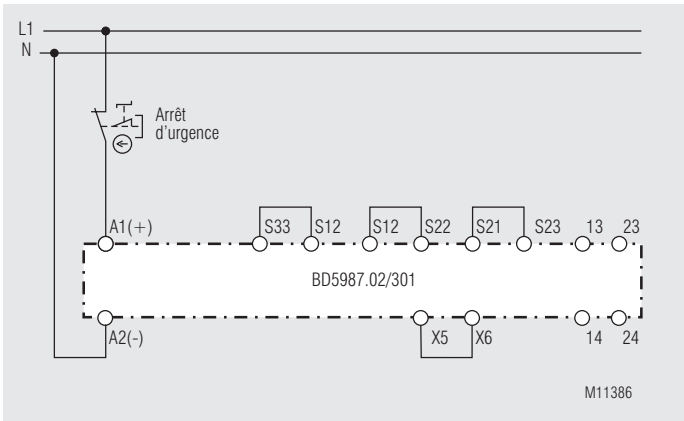 L1
N
Arrêt
d'urgence
A1(+)
S33
S12
S12
S22
S21
S23
13
23
BD5987.02/301
A2(-)
X5
X6
14
24
M11386